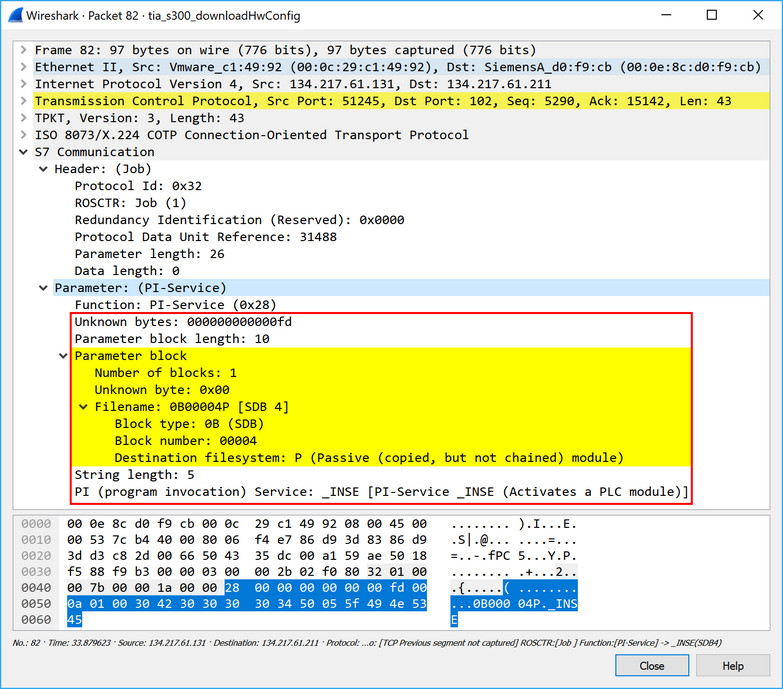 Wireshark · Packet 82 · tia_s300_downloadHwConfig
Frame 82: 97 bytes on wire (776 bits), 97 bytes captured (776 bits)
Ethernet II, Src: Vmware_c1:49:92 (00:0c:29:c1:49:92), Dst: SiemensA_d0:f9:cb (00:0e:8c:d0:f9:cb)
Internet Protocol Version 4, Src: 134.217.61.131, Dst: 134.217.61.211
Transmission Control Protocol, Src Port: 51245, Dst Port: 102, Seq: 5290, Ack: 15142, Len: 43
TPKT, Version: 3, Length: 43
ISO 8073/X.224 COTP Connection-Oriented Transport Protocol
S7 Communication
Header: (Job)
Protocol Id: 0x32
ROSCTR: Job (1)
Redundancy Identification (Reserved): 0x0000
Protocol Data Unit Reference: 31488
Parameter length: 26
Data length: 0
Parameter: (PI-Service)
Function: PI-Service (0x28)
Unknown bytes: 000000000000fd
Parameter block length: 10
Parameter block
Number of blocks: 1
Unknown byte: 0x00
Filename: 0B00004P [SDB 4]
Block type: 0B (SDB)
Block number: 00004
Destination filesystem: P (Passive (copied, but not chained) module)
String length: 5
PI (program invocation) Service: _INSE [PI-Service _INSE (Activates a PLC module)]
0000 00 0e 8c d0 f9 cb 00 0c 29 c1 49 92 08 00 45 00 ........ ).I...E.
0010 00 53 7c b4 40 00 80 06 f4 e7 86 d9 3d 83 86 d9 .S|.@... ....=...
0020 3d d3 c8 2d 00 66 50 43 35 dc 00 a1 59 ae 50 18 =..-.fPC 5...Y.P.
0030 f5 88 f9 b3 00 00 03 00 00 2b 02 f0 80 32 01 00 ........ .+...2..
0040 00 7b 00 00 1a 00 00 28 00 00 00 00 00 00 fd 00 .{.....( ........
0050 0a 01 00 30 42 30 30 30 30 34 50 05 5f 49 4e 53 ...0B000 04P._INS
0060 45 E
No.: 82 · Time: 33.879623 · Source: 134.217.61.131 · Destination: 134.217.61.211 · Protocol: ...o: [TCP Previous segment not captured] ROSCTR:[Job ] Function:[PI-Service] -> _INSE(SDB4)
Close Help